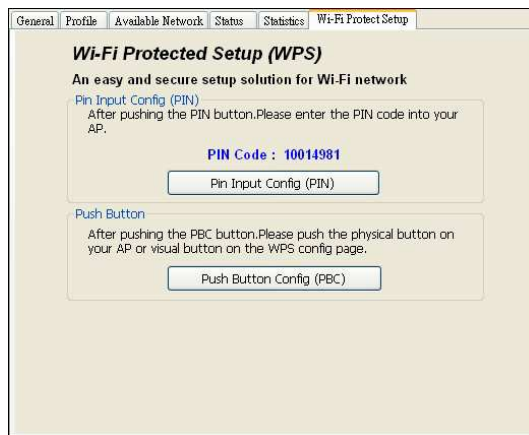 General Profile Available Network Status Statistics Wi-Fi Protect Setup
Wi-Fi Protected Setup (WPS)
An easy and secure setup solution for Wi-Fi network
Pin Input Config (PIN)
After pushing the PIN button.Please enter the PIN code into your
AP.
PIN Code : 10014981
Pin Input Config (PIN)
Push Button
After pushing the PBC button.Please push the physical button on
your AP or visual button on the WPS config page.
Push Button Config (PBC)